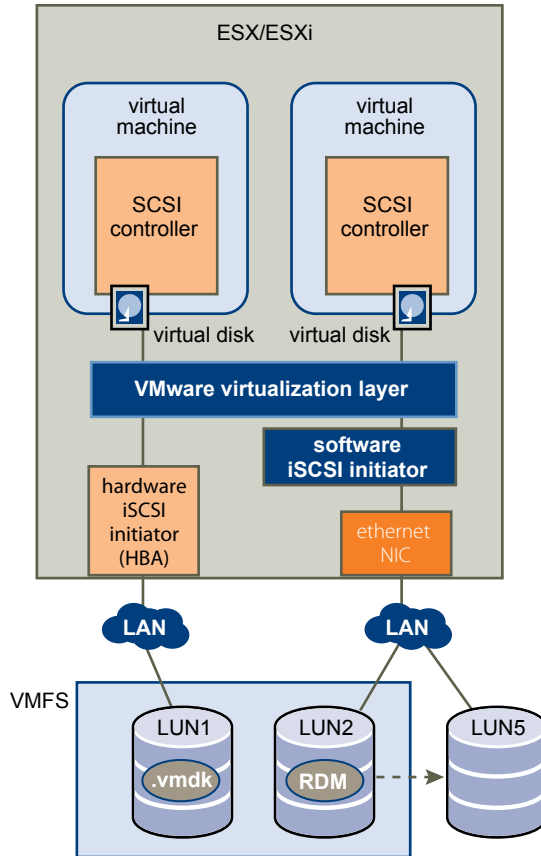 ESX/ESXi
virtual
machine
virtual
machine
SCSI
controller
SCSI
controller
virtual disk
virtual disk
VMware virtualization layer
software
iSCSI initiator
hardware
iSCSI
initiator
(HBA)
ethernet
NIC
LAN
LAN
VMFS
LUN1
LUN2
LUN5
.vmdk
RDM